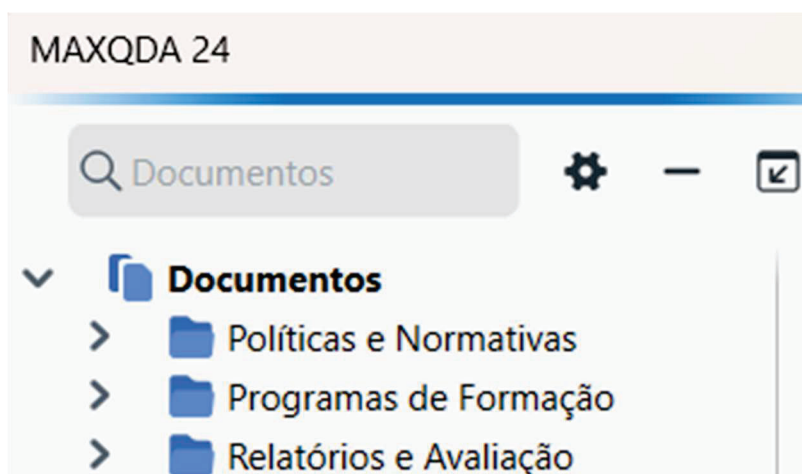 MAXQDA 24
Documentos
Documentos
Políticas e Normativas
Programas de Formação
Relatórios e Avaliação